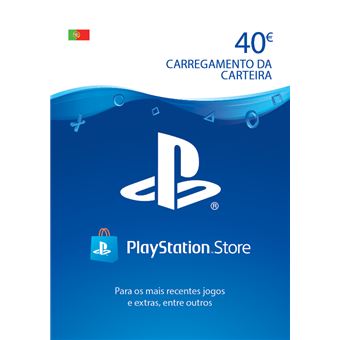 40€
CARREGAMENTO DA
CARTEIRA
®
PlayStation.Store
Para os mais recentes jogos
e extras, entre outros